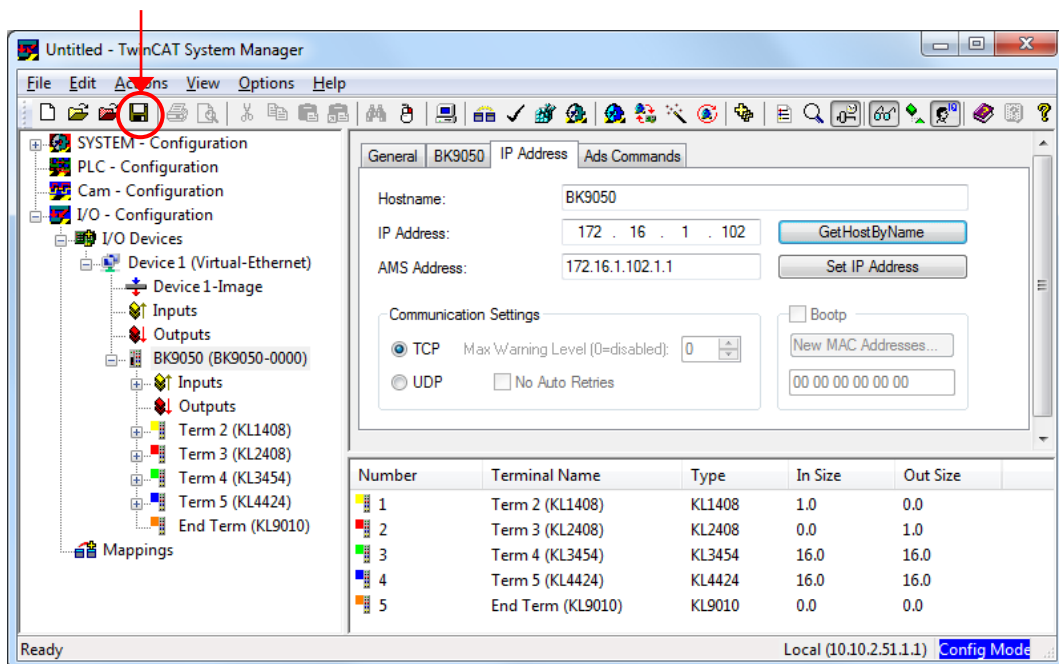 Untitled - TwinCAT System Manager
File Edit Actions View Options Help
SYSTEM - Configuration
PLC - Configuration
Cam - Configuration
I/O - Configuration
I/O Devices
Device 1 (Virtual-Ethernet)
Device 1-Image
Inputs
Outputs
BK9050 (BK9050-0000)
Inputs
Outputs
Term 2 (KL1408)
Term 3 (KL2408)
Term 4 (KL3454)
Term 5 (KL4424)
End Term (KL9010)
Mappings
General BK9050 IP Address Ads Commands
Hostname: BK9050
IP Address: 172 . 16 . 1 . 102 GetHostByName
AMS Address: 172.16.1.102.1.1 Set IP Address
Communication Settings Bootp
TCP Max Warning Level (0=disabled): 0 New MAC Addresses...
UDP No Auto Retries 00 00 00 00 00 00
Number Terminal Name Type In Size Out Size
1 Term 2 (KL1408) KL1408 1.0 0.0
2 Term 3 (KL2408) KL2408 0.0 1.0
3 Term 4 (KL3454) KL3454 16.0 16.0
4 Term 5 (KL4424) KL4424 16.0 16.0
5 End Term (KL9010) KL9010 0.0 0.0
Ready Local (10.10.2.51.1.1) Config Mode